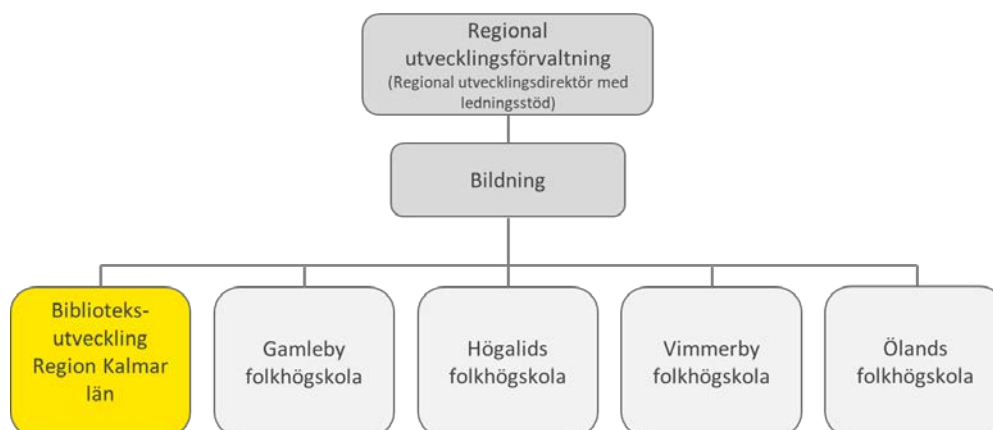 Regional
utvecklingsförvaltning
(Regional utvecklingsdirektör med
ledningsstöd)
Bildning
Biblioteks-
utveckling
Region Kalmar
län
Gamleby
folkhögskola
Högalids
folkhögskola
Vimmerby
folkhögskola
Ölands
folkhögskola